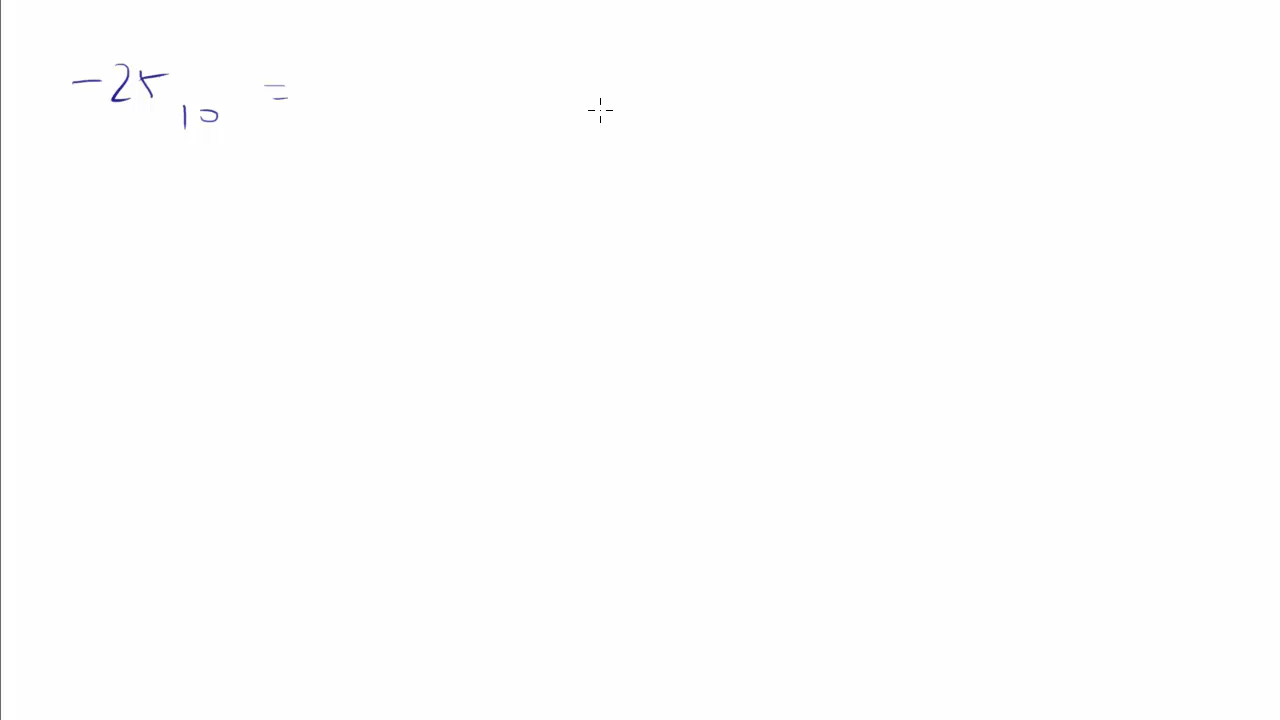 -25₁₀ =